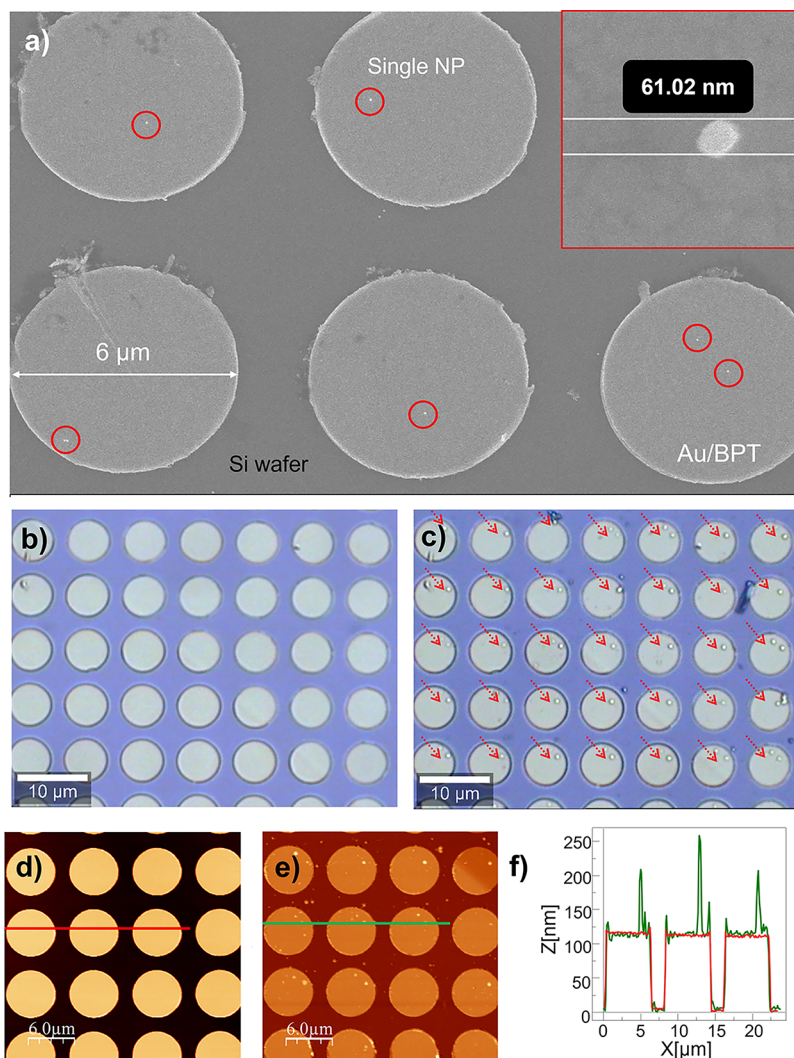 a)
Single NP
61.02 nm
6 µm
Si wafer
Au/BPT
b)
10 µm
c)
10 µm
d)
6.0µm
e)
6.0µm
f)
Z[nm]
250
200
150
100
50
0
0 5 10 15 20
X[µm]